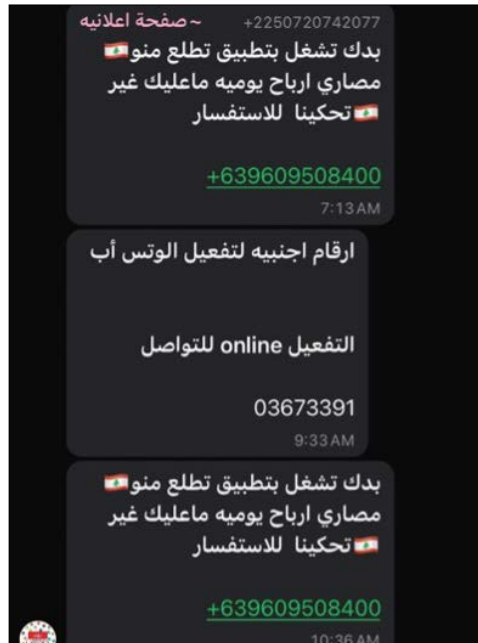 ~صفحة اعلانيه +2250720742077
🇱🇧بدك تشغل بتطبيق تطلع منو
مصاري ارباح يوميه ماعليك غير
🇱🇧تحكينا للاستفسار
+639609508400
7:13 AM
ارقام اجنبيه لتفعيل الوتس أب
التفعيل online للتواصل
03673391
9:33 AM
🇱🇧بدك تشغل بتطبيق تطلع منو
مصاري ارباح يوميه ماعليك غير
🇱🇧تحكينا للاستفسار
+639609508400
10:36 AM